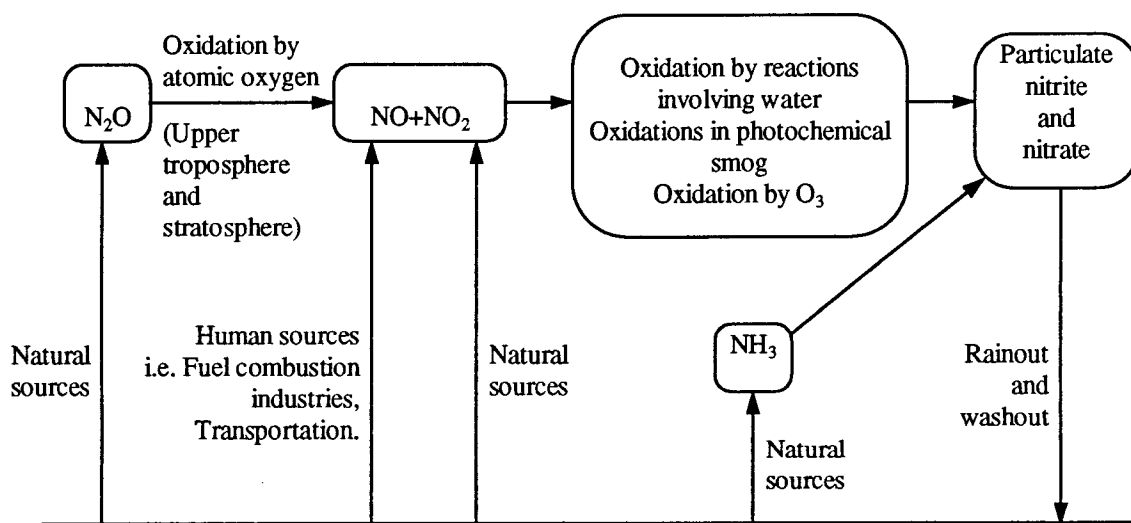 Oxidation by
atomic oxygen
N₂O
(Upper
troposphere
and
stratosphere)
NO+NO₂
Oxidation by reactions
involving water
Oxidations in photochemical
smog
Oxidation by O₃
Particulate
nitrite
and
nitrate
Natural
sources
Human sources
i.e. Fuel combustion
industries,
Transportation.
Natural
sources
NH₃
Natural
sources
Rainout
and
washout